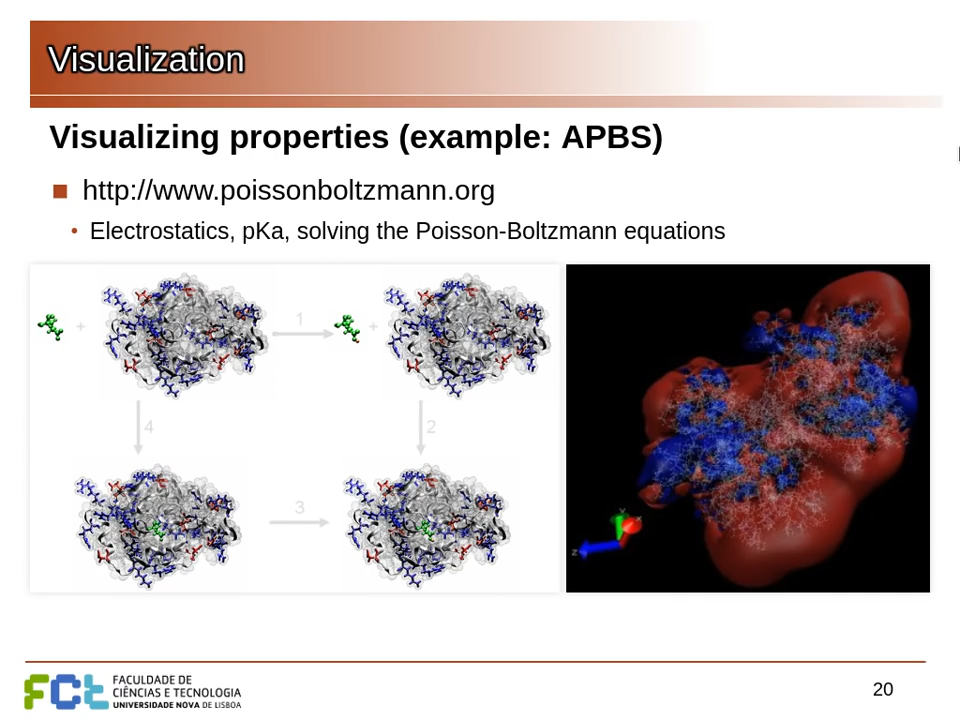 Visualization
Visualizing properties (example: APBS)
http://www.poissonboltzmann.org
Electrostatics, pKa, solving the Poisson-Boltzmann equations
+
1
+
4
2
3
Y
Z
FCt
FACULDADE DE
CIÊNCIAS E TECNOLOGIA
UNIVERSIDADE NOVA DE LISBOA
20